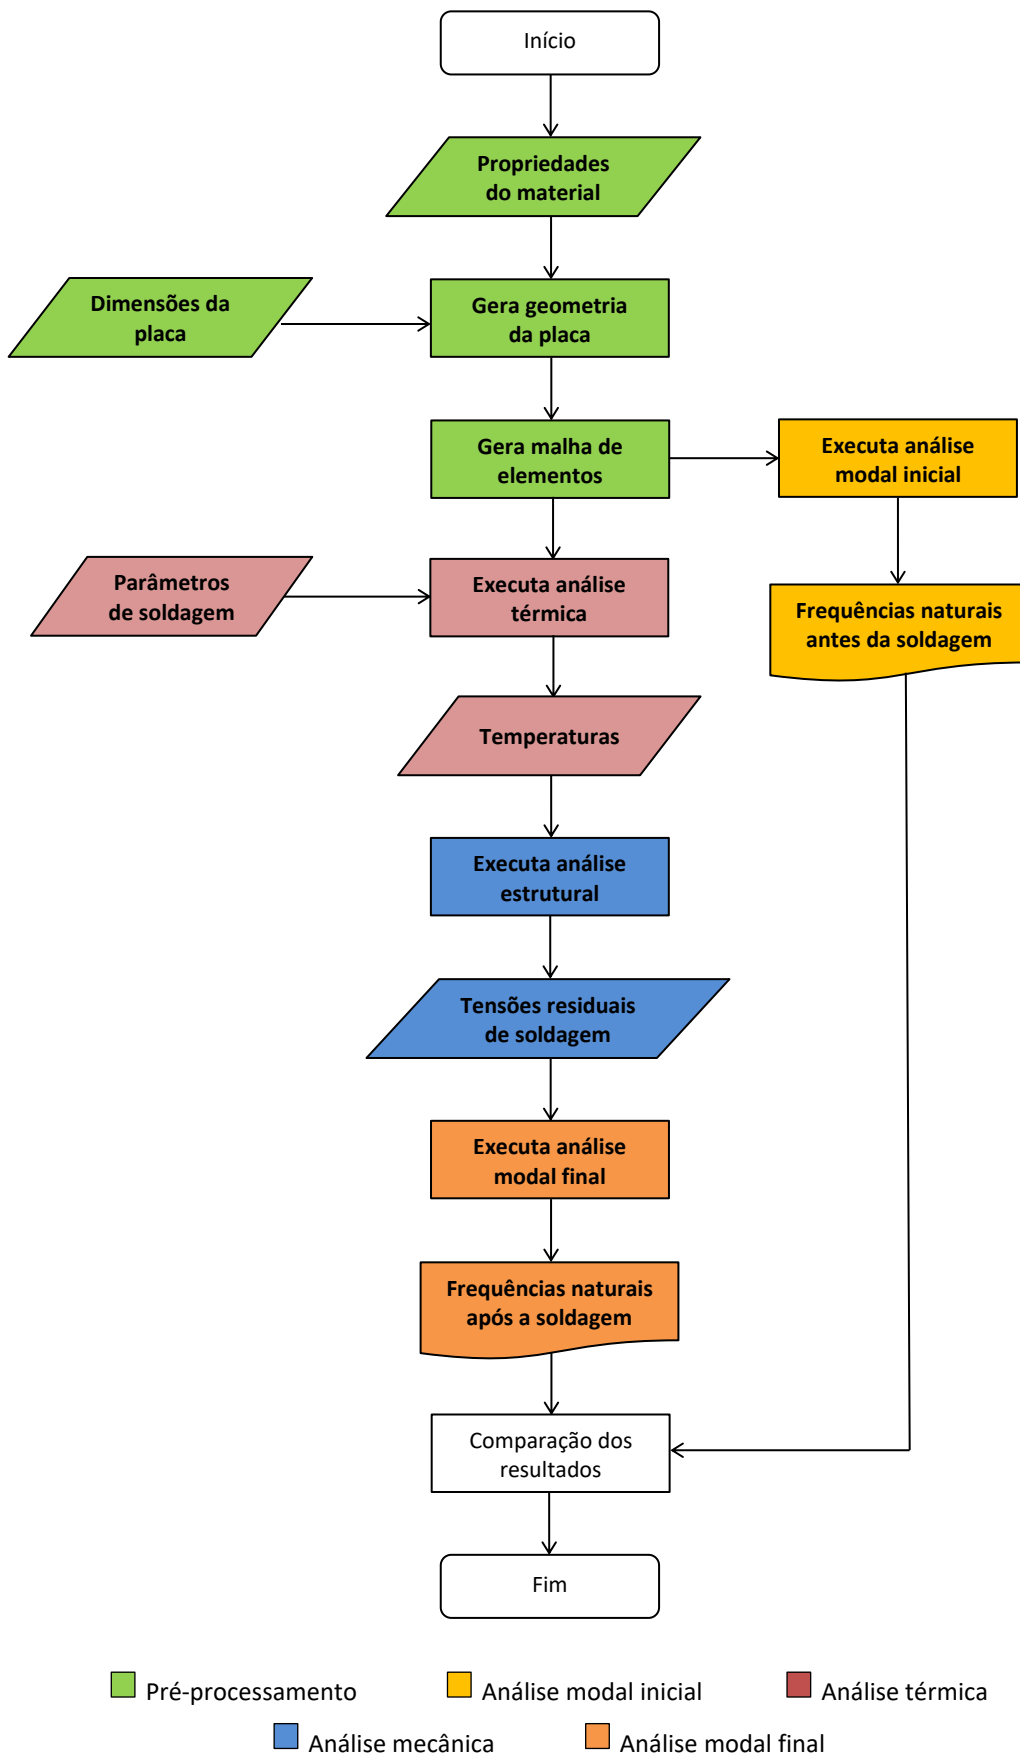 Início
Propriedades
do material
Dimensões da
placa
Gera geometria
da placa
Gera malha de
elementos
Executa análise
modal inicial
Parâmetros
de soldagem
Executa análise
térmica
Frequências naturais
antes da soldagem
Temperaturas
Executa análise
estrutural
Tensões residuais
de soldagem
Executa análise
modal final
Frequências naturais
após a soldagem
Comparação dos
resultados
Fim
Pré-processamento
Análise modal inicial
Análise térmica
Análise mecânica
Análise modal final